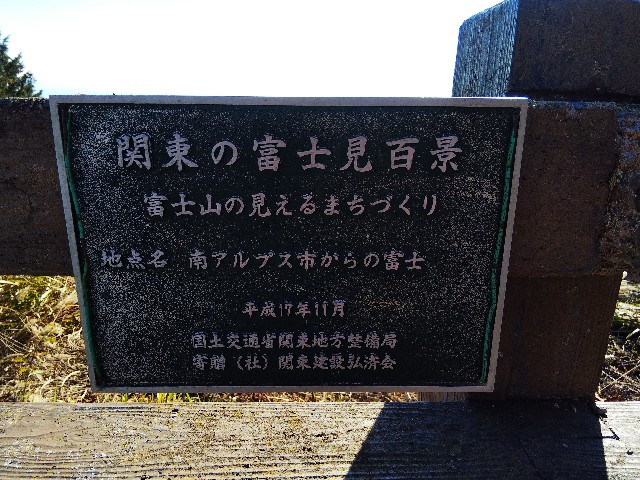 関東の富士見百景
富士山の見えるまちづくり
地点名 南アルプス市からの富士
平成17年11月
国土交通省関東地方整備局
寄贈（社）関東建設弘済会